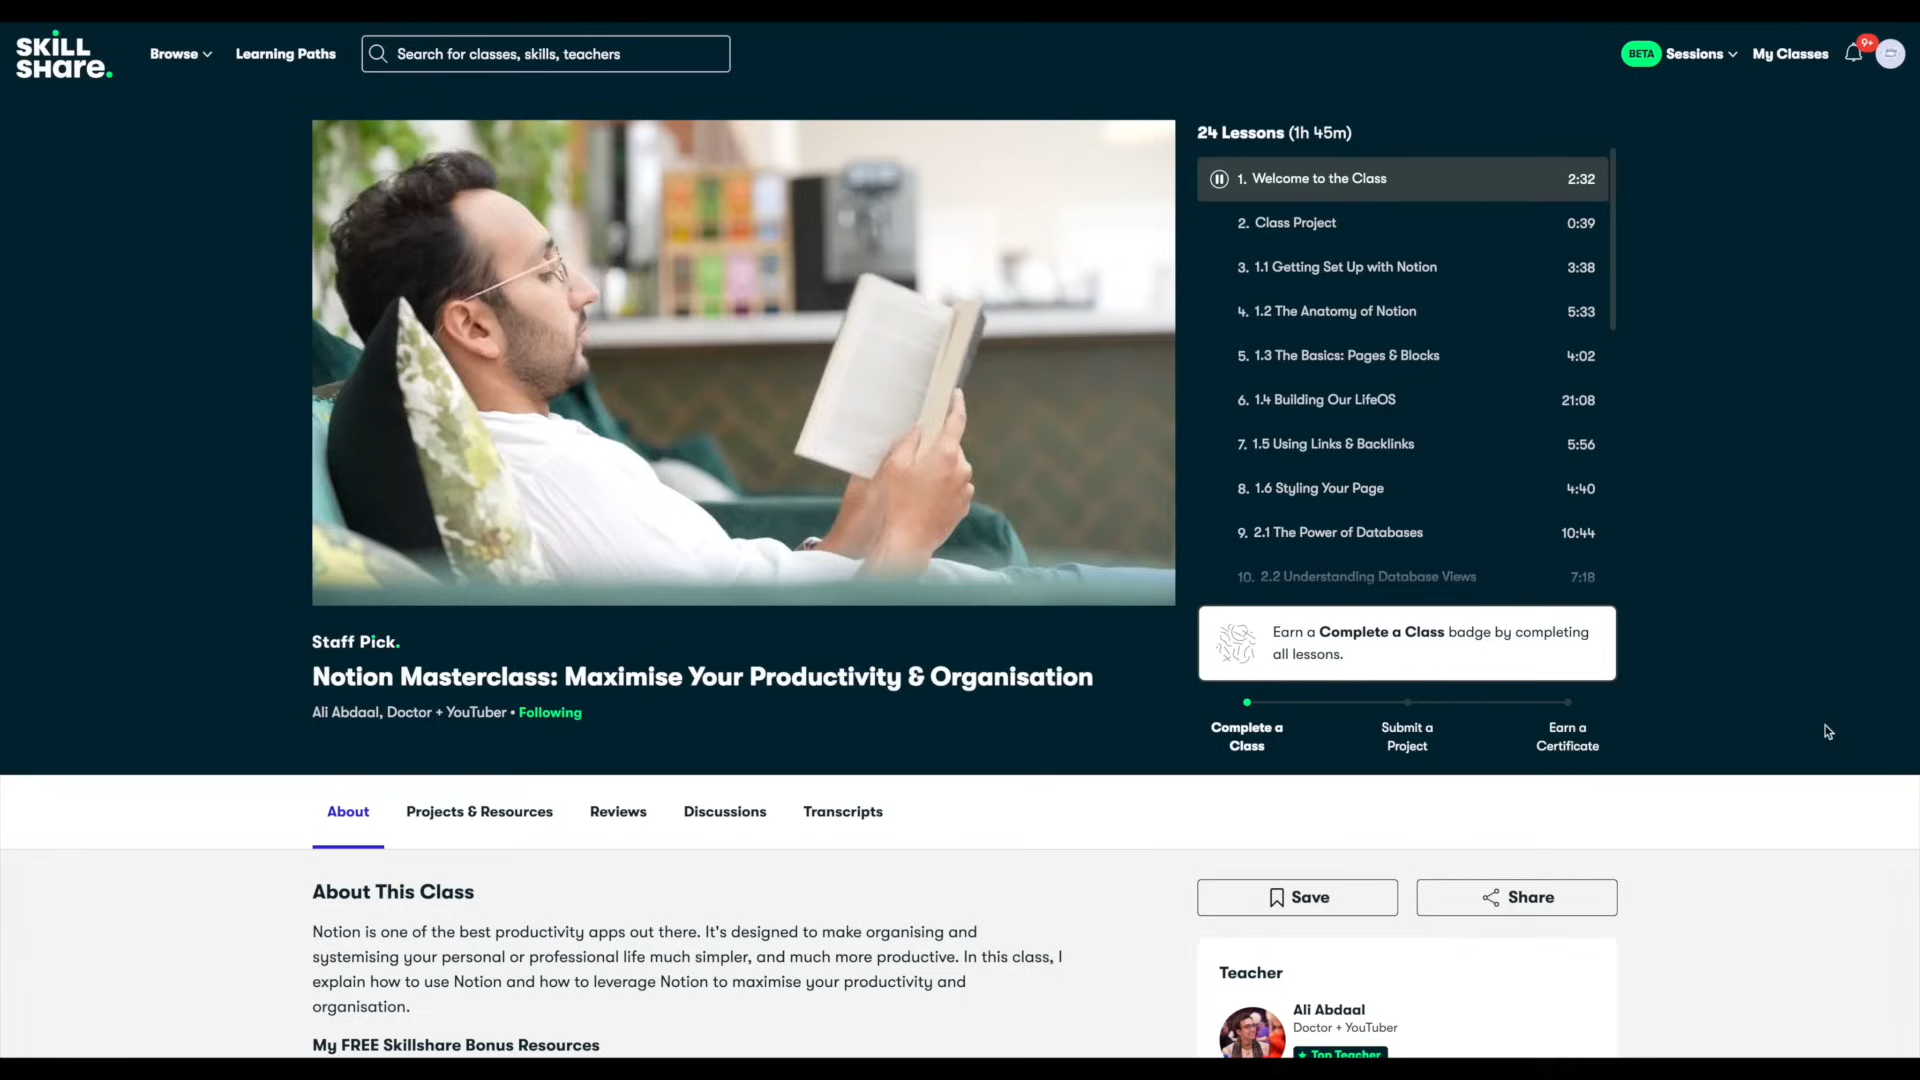 SKILL
SHare.
Browse
Learning Paths
Search for classes, skills, teachers
BETA
Sessions
My Classes
9+
24 Lessons (1h 45m)
1. Welcome to the Class 2:32
2. Class Project 0:39
3. 1.1 Getting Set Up with Notion 3:38
4. 1.2 The Anatomy of Notion 5:33
5. 1.3 The Basics: Pages & Blocks 4:02
6. 1.4 Building Our LifeOS 21:08
7. 1.5 Using Links & Backlinks 5:56
8. 1.6 Styling Your Page 4:40
9. 2.1 The Power of Databases 10:44
10. 2.2 Understanding Database Views 7:18
Earn a Complete a Class badge by completing
all lessons.
Complete a
Class
Submit a
Project
Earn a
Certificate
Staff Pick.
Notion Masterclass: Maximise Your Productivity & Organisation
Ali Abdaal, Doctor + YouTuber • Following
About
Projects & Resources
Reviews
Discussions
Transcripts
About This Class
Notion is one of the best productivity apps out there. It's designed to make organising and
systemising your personal or professional life much simpler, and much more productive. In this class, I
explain how to use Notion and how to leverage Notion to maximise your productivity and
organisation.
My FREE Skillshare Bonus Resources
Save
Share
Teacher
Ali Abdaal
Doctor + YouTuber
Top Teacher